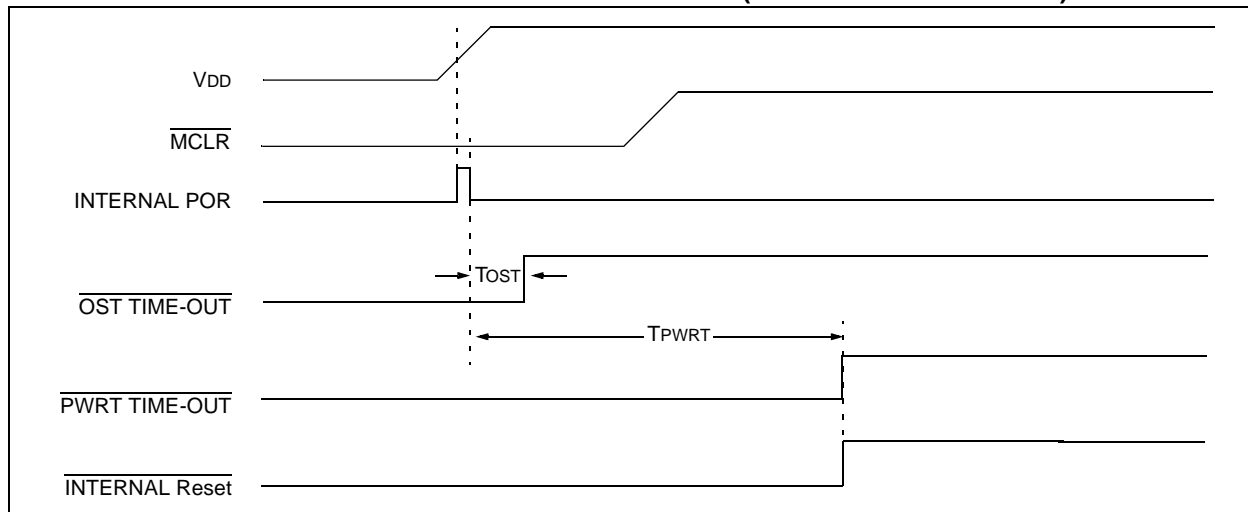 VDD
MCLR
INTERNAL POR
TOST
OST TIME-OUT
TPWRT
PWRT TIME-OUT
INTERNAL Reset